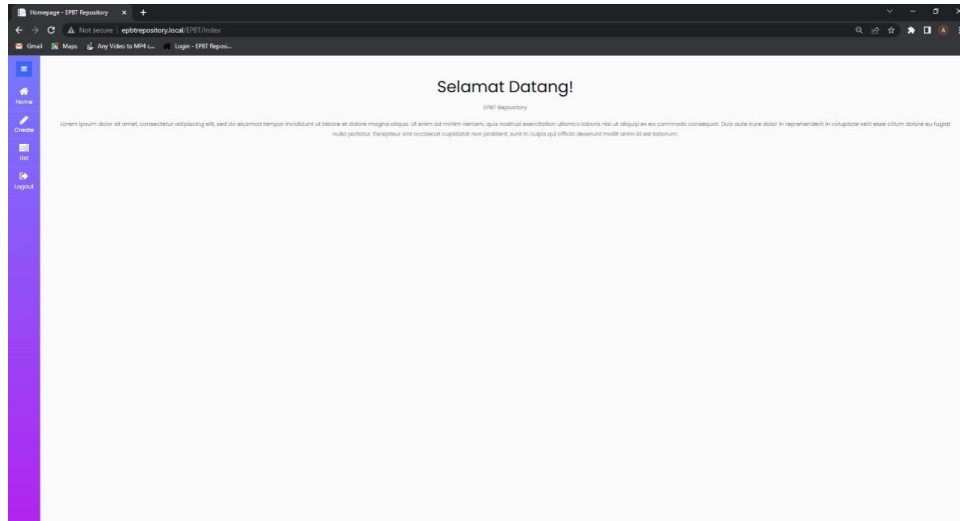 Homepage - EPBT Repository
Not secure epbtrepository.local/EPBT/Index
Gmail Maps Any Video to MP4 c... Login - EPBT Reposi...
Home
Create
List
Logout
Selamat Datang!
EPBT Repository
Lorem ipsum dolor sit amet, consectetur adipiscing elit, sed do eiusmod tempor incididunt ut labore et dolore magna aliqua. Ut enim ad minim veniam, quis nostrud exercitation ullamco laboris nisi ut aliquip ex ea commodo consequat. Duis aute irure dolor in reprehenderit in voluptate velit esse cillum dolore eu fugiat
nulla pariatur. Excepteur sint occaecat cupidatat non proident, sunt in culpa qui officia deserunt mollit anim id est laborum.